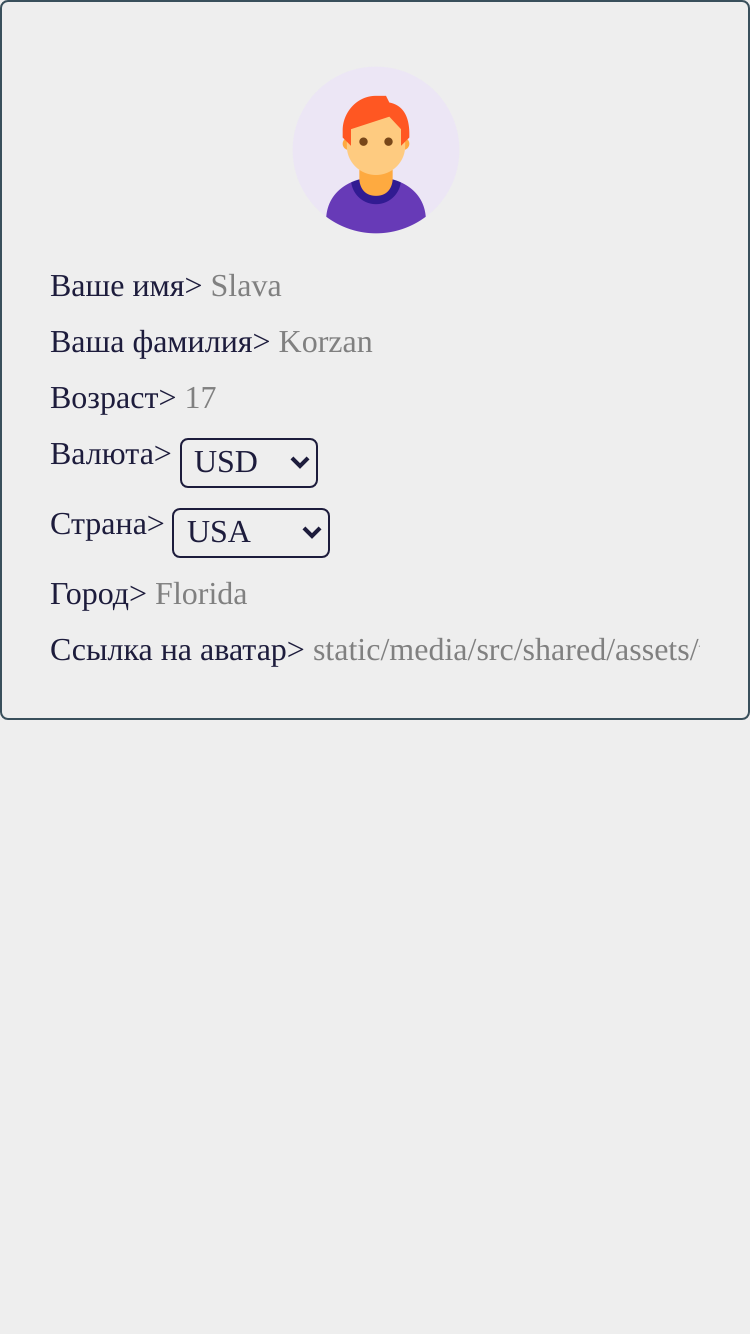 Ваше имя> Slava
Ваша фамилия> Korzan
Возраст> 17
Валюта> USD
Страна> USA
Город> Florida
Ссылка на аватар> static/media/src/shared/assets/